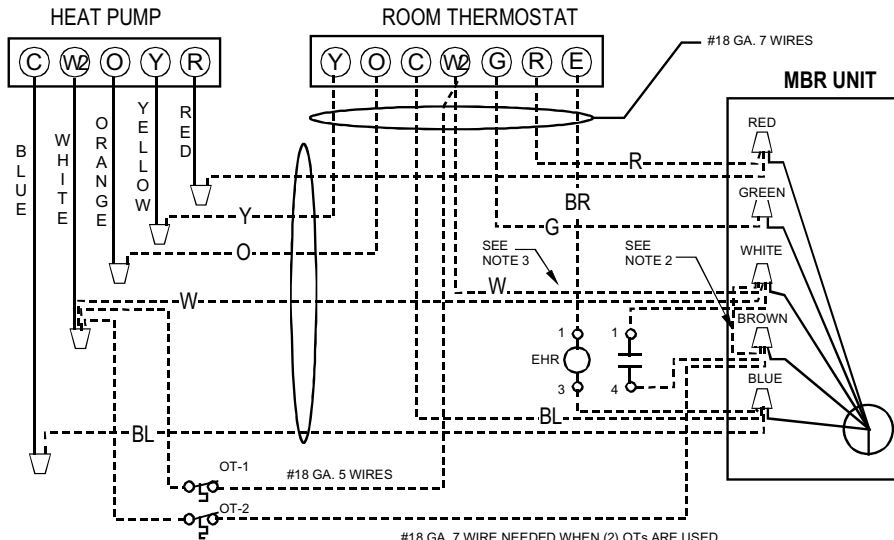 HEAT PUMP
ROOM THERMOSTAT
C W2 O Y R
Y O C W2 G R E
#18 GA. 7 WIRES
MBR UNIT
BLUE
WHITE
ORANGE
YELLOW
RED
RED
R
GREEN
BR
Y
G
O
SEE
NOTE 3
SEE
NOTE 2
WHITE
W
W
BROWN
1
1
EHR
3
4
BLUE
BL
BL
OT-1
#18 GA. 5 WIRES
OT-2
#18 GA. 7 WIRE NEEDED WHEN (2) OTs ARE USED